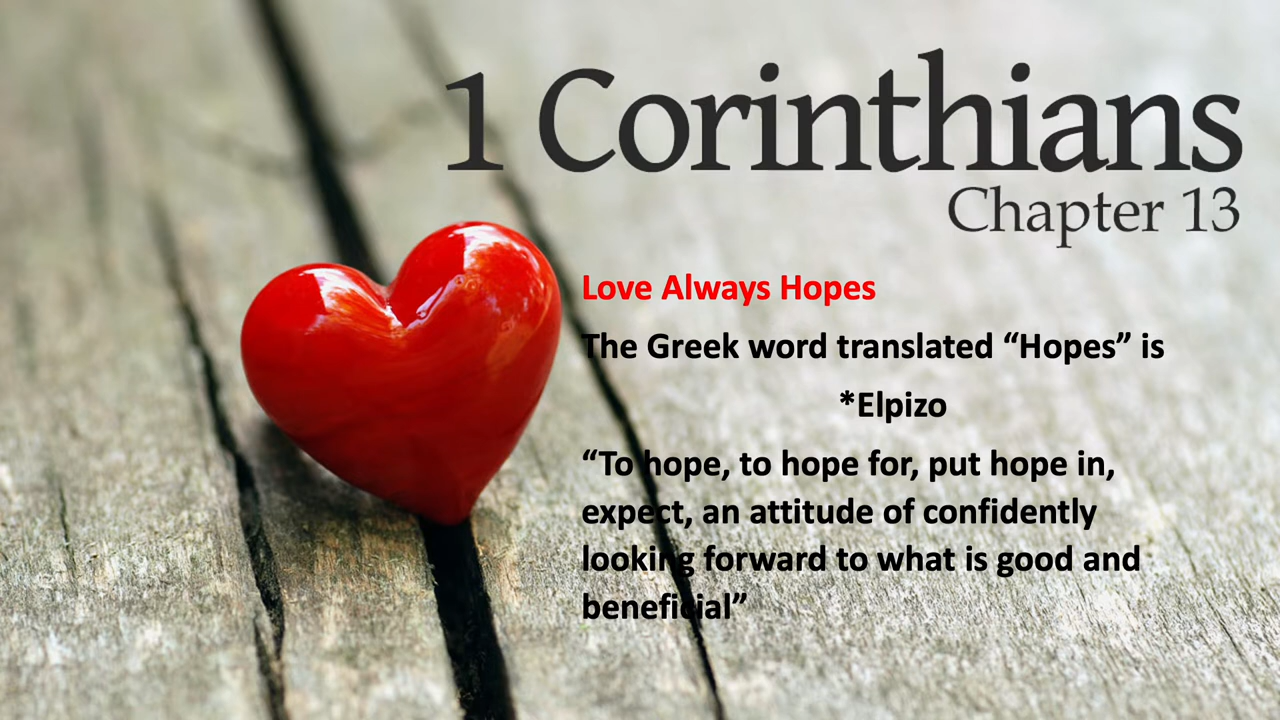 1 Corinthians
Chapter 13
Love Always Hopes
The Greek word translated “Hopes” is
*Elpizo
“To hope, to hope for, put hope in,
expect, an attitude of confidently
looking forward to what is good and
beneficial”